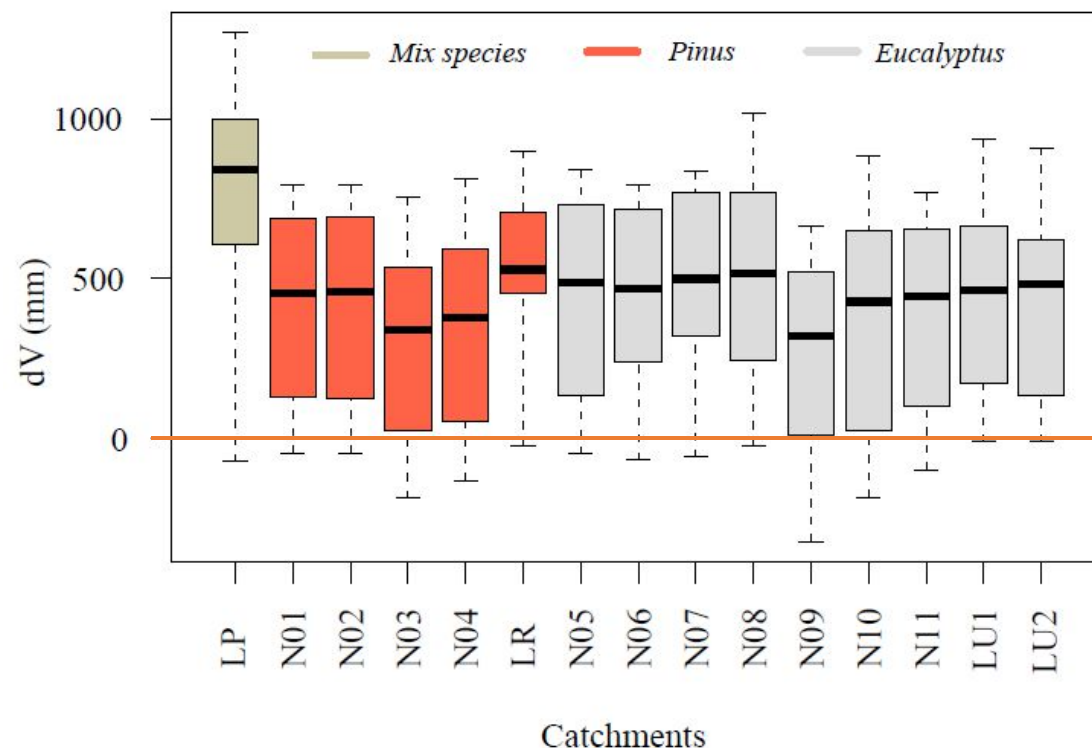 Mix species Pinus Eucalyptus
1000
500
0
dV (mm)
LP N01 N02 N03 N04 LR N05 N06 N07 N08 N09 N10 N11 LU1 LU2
Catchments